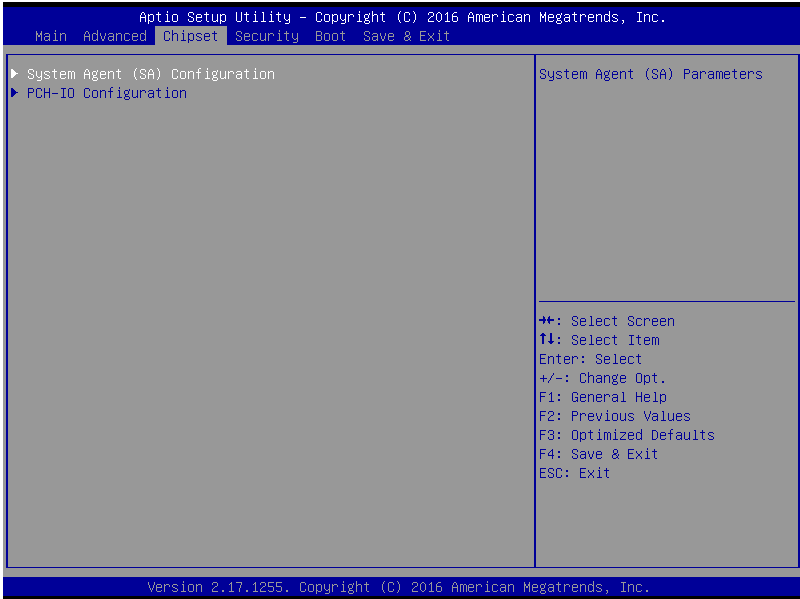 Aptio Setup Utility – Copyright (C) 2016 American Megatrends, Inc.
Main Advanced Chipset Security Boot Save & Exit
System Agent (SA) Configuration
PCH-IO Configuration
System Agent (SA) Parameters
→←: Select Screen
↑↓: Select Item
Enter: Select
+/-: Change Opt.
F1: General Help
F2: Previous Values
F3: Optimized Defaults
F4: Save & Exit
ESC: Exit
Version 2.17.1255. Copyright (C) 2016 American Megatrends, Inc.